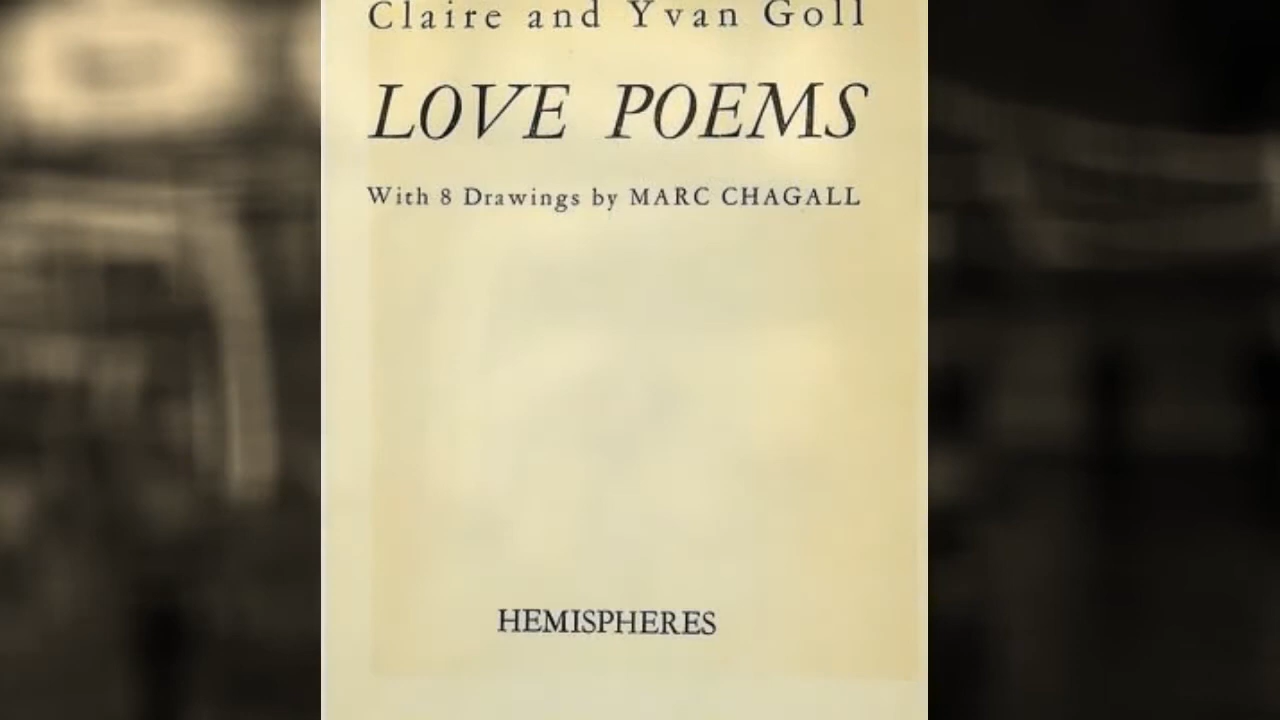 Claire and Yvan Goll
LOVE POEMS
With 8 Drawings by MARC CHAGALL
HEMISPHERES